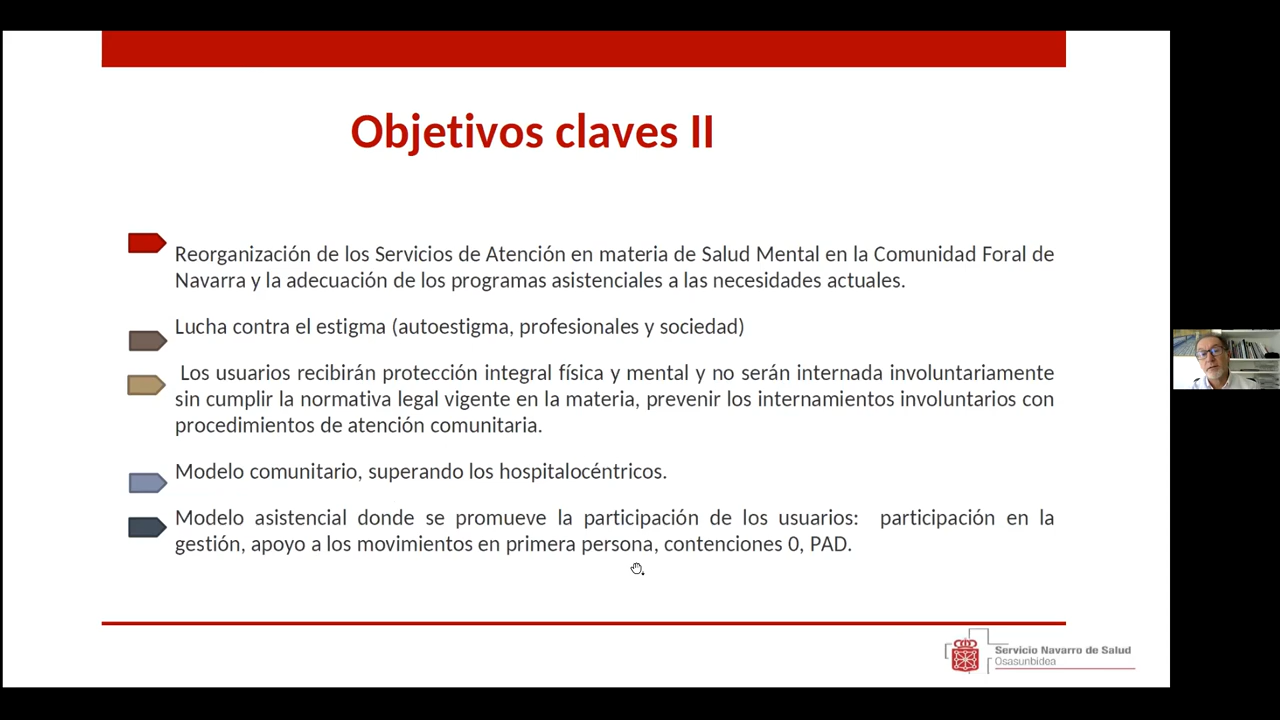 Objetivos claves II
Reorganización de los Servicios de Atención en materia de Salud Mental en la Comunidad Foral de
Navarra y la adecuación de los programas asistenciales a las necesidades actuales.
Lucha contra el estigma (autoestigma, profesionales y sociedad)
Los usuarios recibirán protección integral física y mental y no serán internada involuntariamente
sin cumplir la normativa legal vigente en la materia, prevenir los internamientos involuntarios con
procedimientos de atención comunitaria.
Modelo comunitario, superando los hospitalocéntricos.
Modelo asistencial donde se promueve la participación de los usuarios: participación en la
gestión, apoyo a los movimientos en primera persona, contenciones 0, PAD.
Servicio Navarro de Salud
Osasunbidea